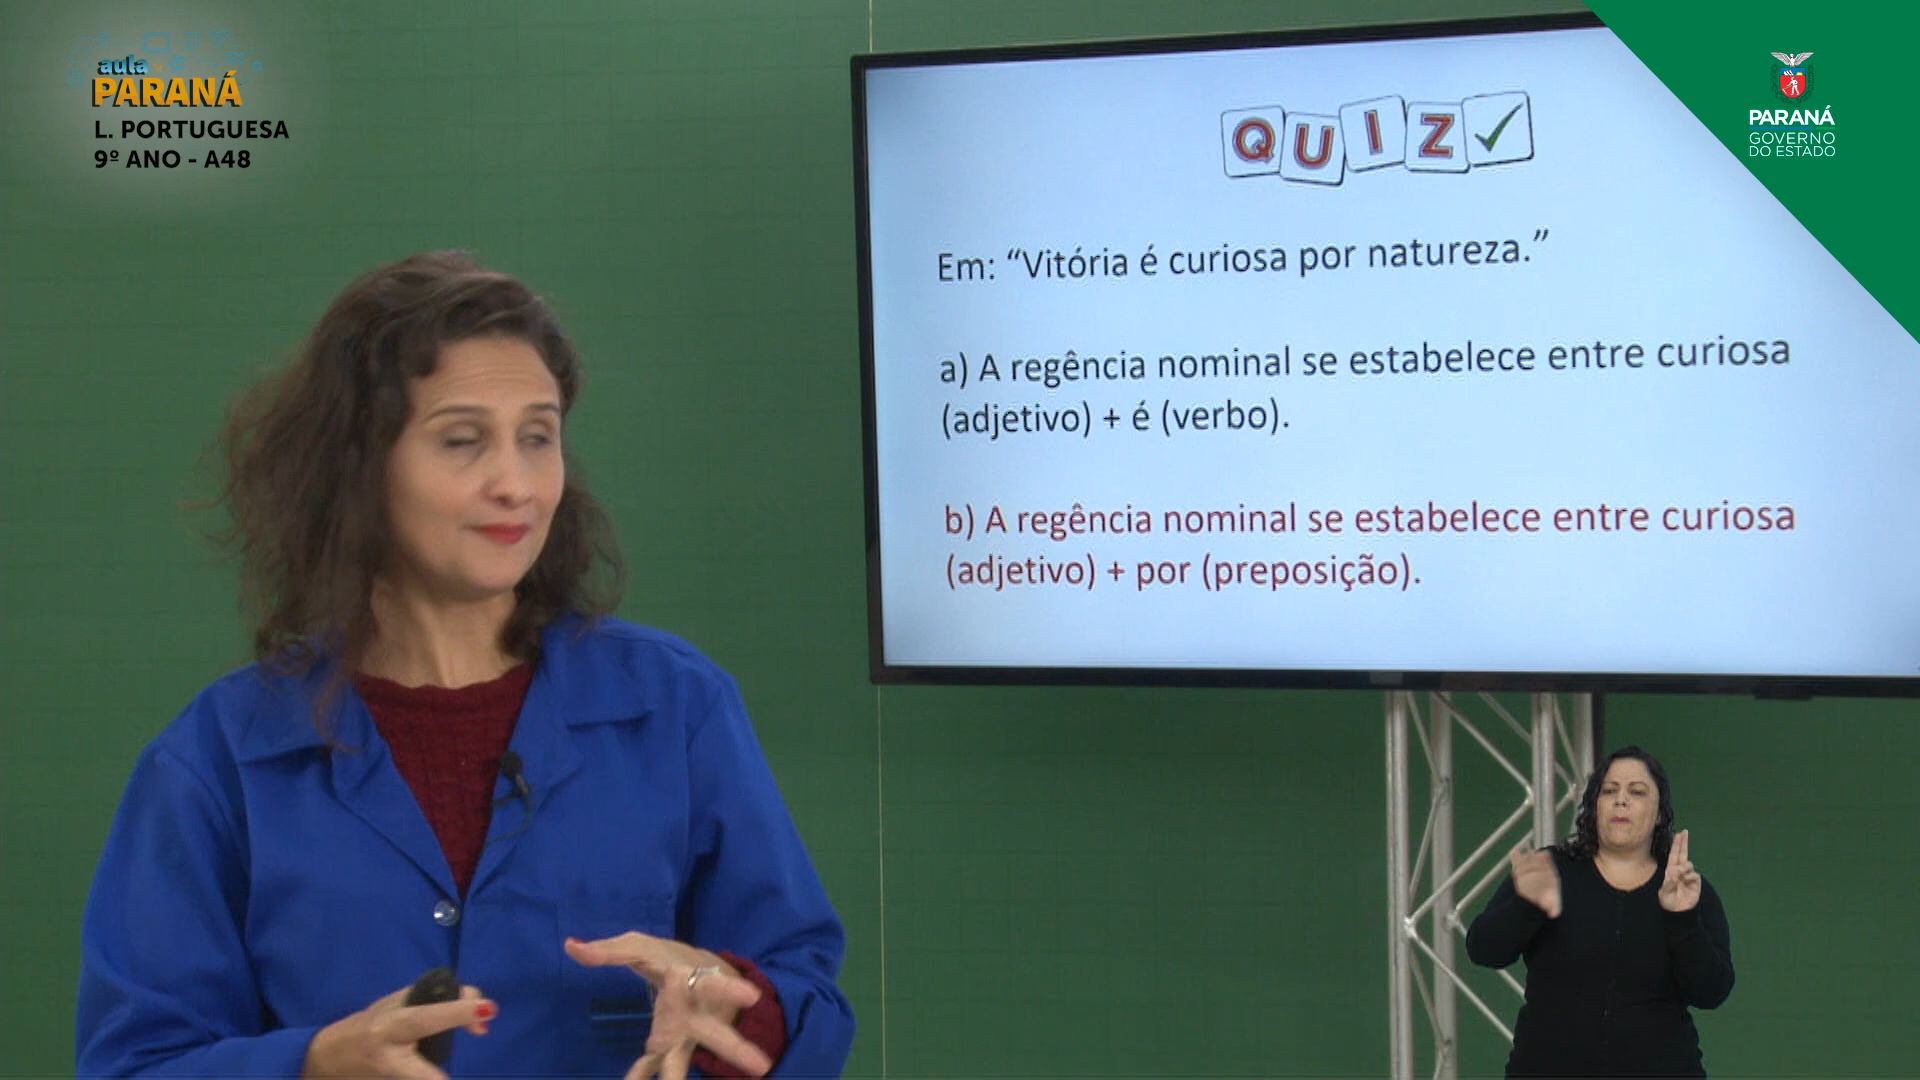 aula
PARANÁ
L. PORTUGUESA
9º ANO - A48
QUIZ
Em: “Vitória é curiosa por natureza.”
a) A regência nominal se estabelece entre curiosa
(adjetivo) + é (verbo).
b) A regência nominal se estabelece entre curiosa
(adjetivo) + por (preposição).
PARANÁ
GOVERNO
DO ESTADO